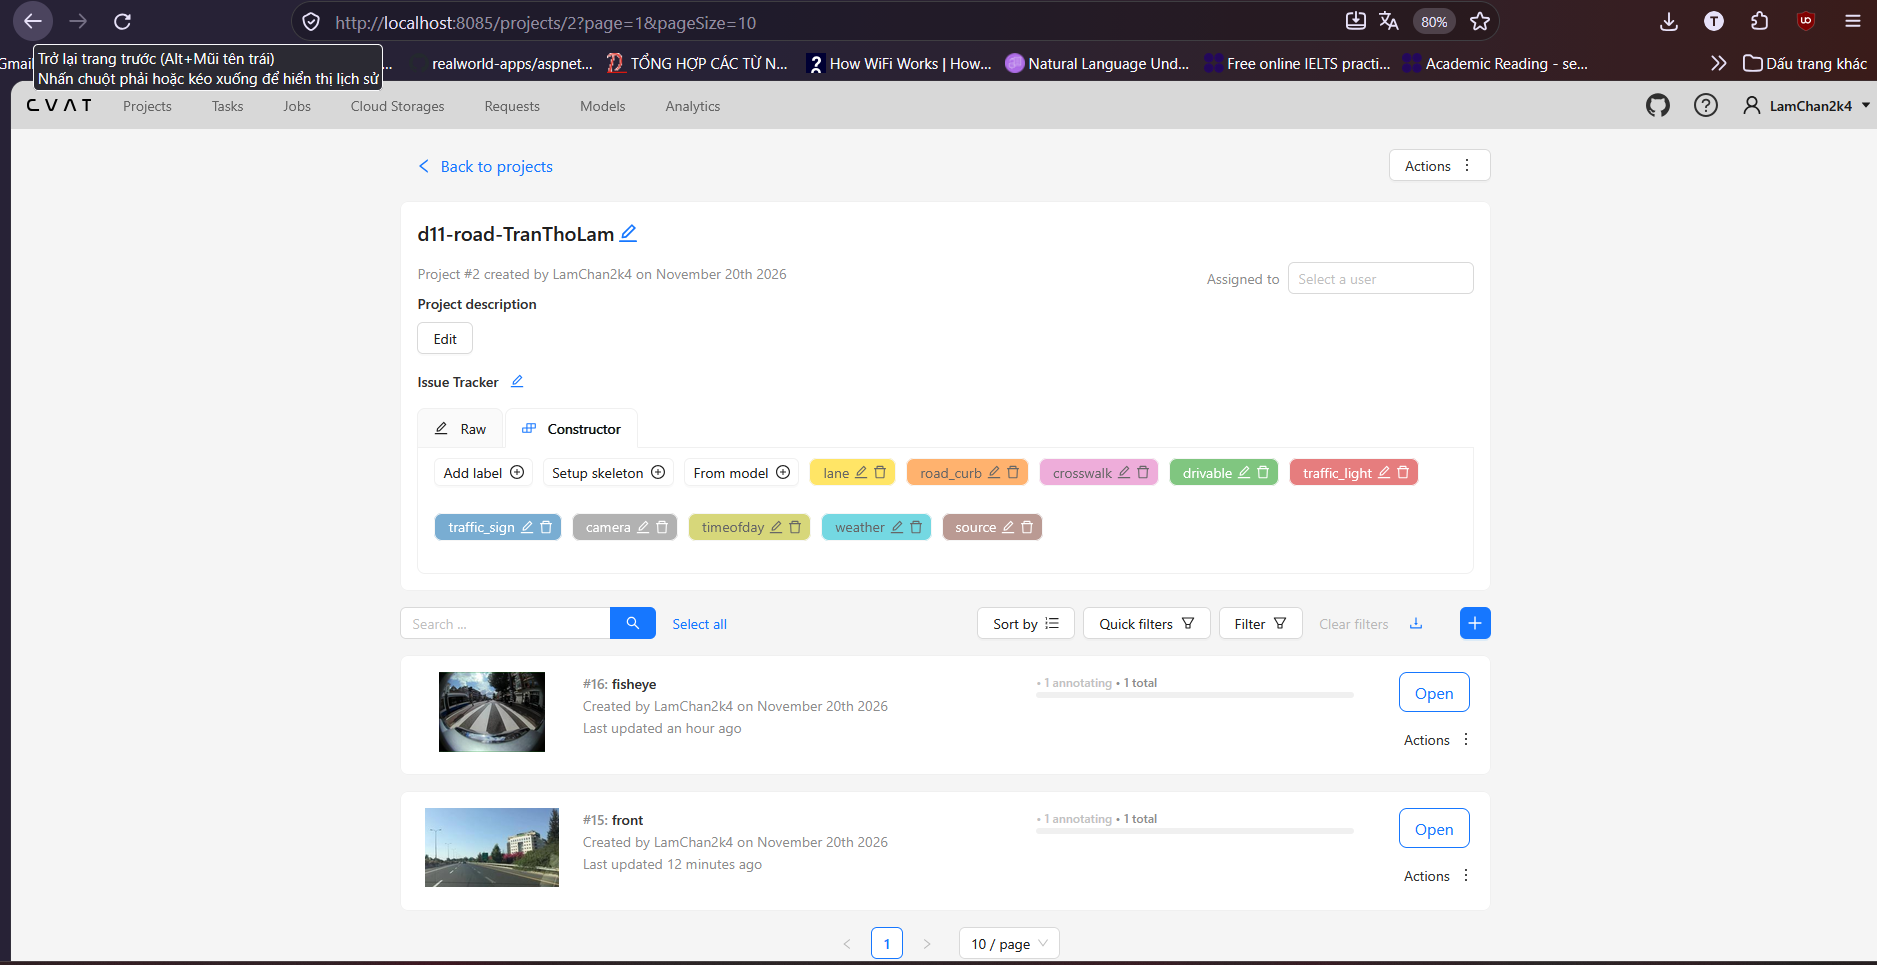 http://localhost:8085/projects/2?page=1&pageSize=10
80%
T
Trở lại trang trước (Alt+Mũi tên trái)
Nhấn chuột phải hoặc kéo xuống để hiển thị lịch sử
...
realworld-apps/aspnet...
TỔNG HỢP CÁC TỪ N...
How WiFi Works | How...
Natural Language Und...
Free online IELTS practi...
Academic Reading - se...
Dấu trang khác
CVAT
Projects
Tasks
Jobs
Cloud Storages
Requests
Models
Analytics
LamChan2k4
Back to projects
Actions
d11-road-TranThoLam
Project #2 created by LamChan2k4 on November 20th 2026
Assigned to
Select a user
Project description
Edit
Issue Tracker
Raw
Constructor
Add label
Setup skeleton
From model
lane
road_curb
crosswalk
drivable
traffic_light
traffic_sign
camera
timeofday
weather
source
Search ...
Select all
Sort by
Quick filters
Filter
Clear filters
#16: fisheye
Created by LamChan2k4 on November 20th 2026
Last updated an hour ago
• 1 annotating • 1 total
Open
Actions
#15: front
Created by LamChan2k4 on November 20th 2026
Last updated 12 minutes ago
• 1 annotating • 1 total
Open
Actions
1
10 / page